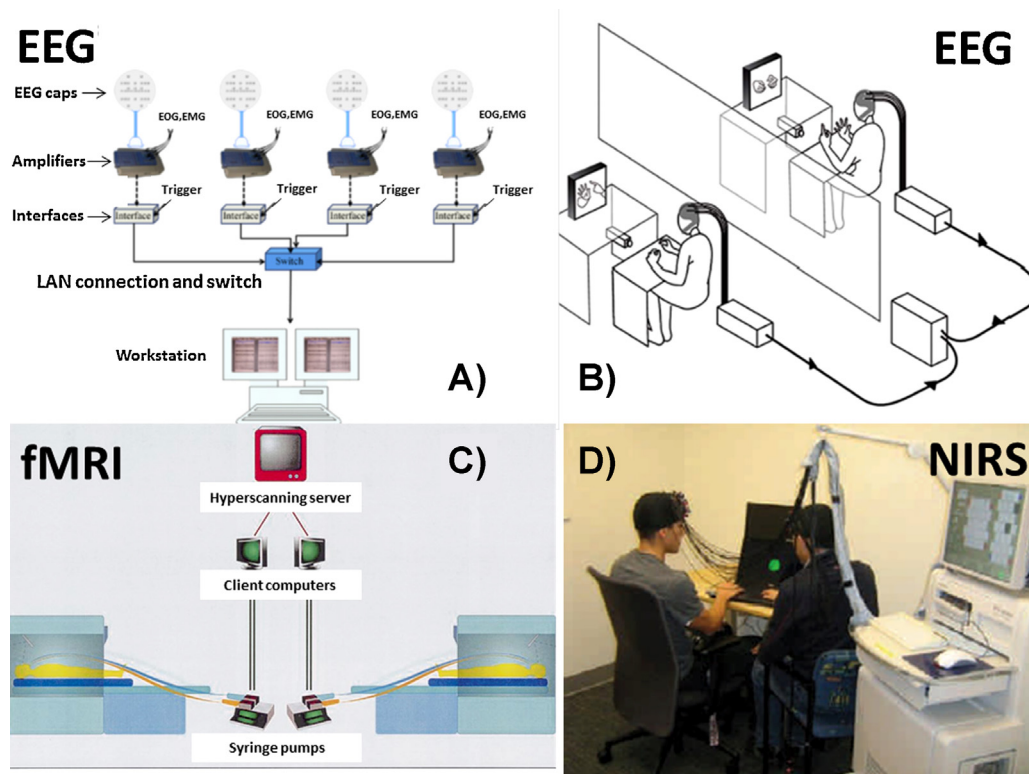 EEG
EEG caps
EOG,EMG EOG,EMG EOG,EMG EOG,EMG
Amplifiers
Trigger Trigger Trigger Trigger
Interfaces
Interface Interface Interface Interface
Switch
LAN connection and switch
Workstation
A)
EEG
B)
fMRI
C)
Hyperscanning server
Client computers
Syringe pumps
D)
NIRS